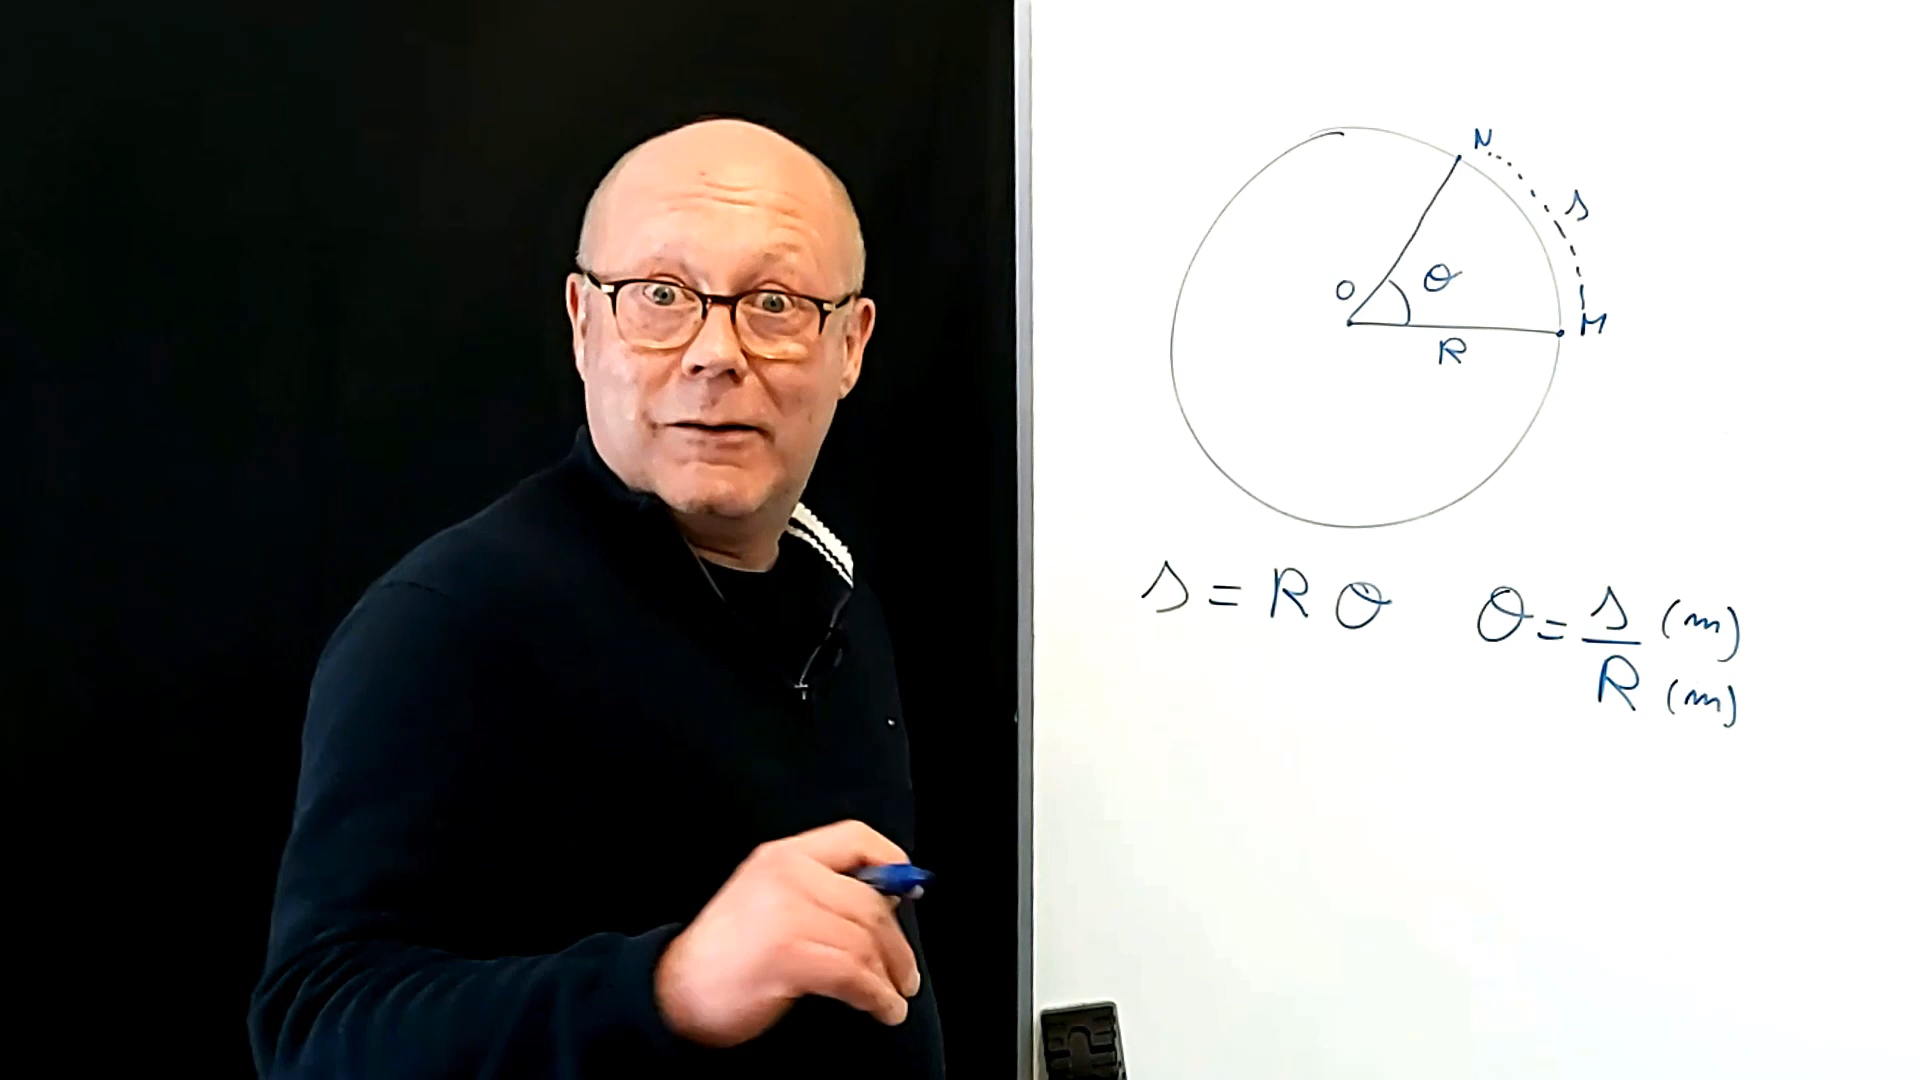 N
s
O θ
M
R
s = R θ θ = s (m)
R (m)